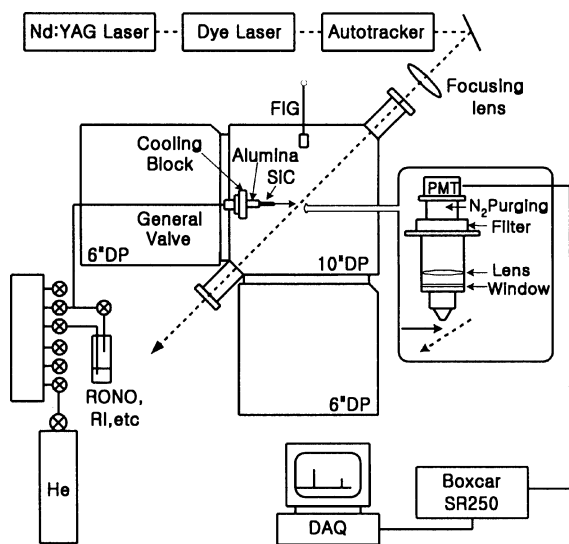 Nd:YAG Laser
Dye Laser
Autotracker
Focusing
lens
FIG
Cooling
Block
Alumina
SIC
General
Valve
6"DP
10"DP
6"DP
PMT
N₂Purging
Filter
Lens
Window
RONO,
RI,etc
He
DAQ
Boxcar
SR250